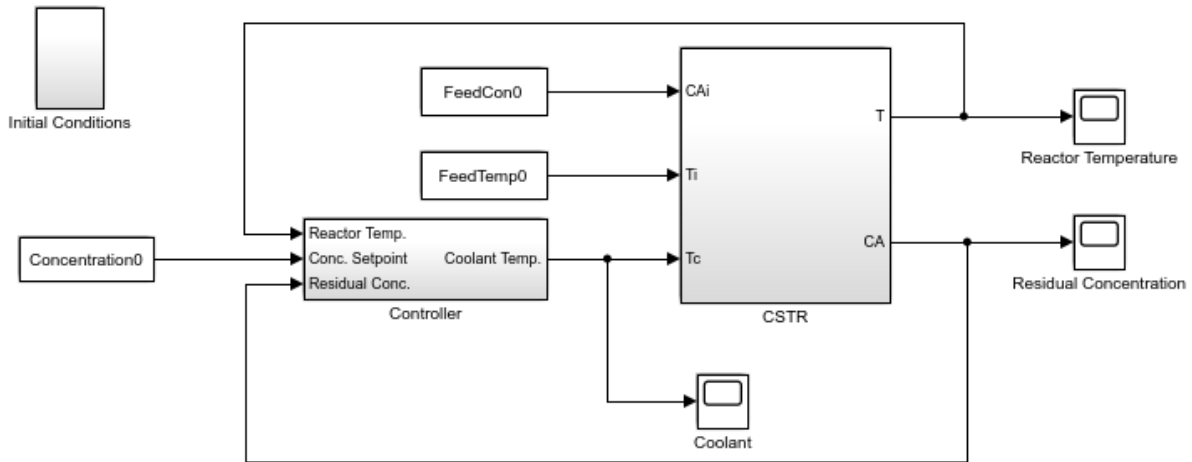 Initial Conditions
FeedCon0
CAi
T
Reactor Temperature
FeedTemp0
Ti
Reactor Temp.
Concentration0
Conc. Setpoint
Coolant Temp.
Residual Conc.
Controller
Tc
CA
CSTR
Residual Concentration
Coolant